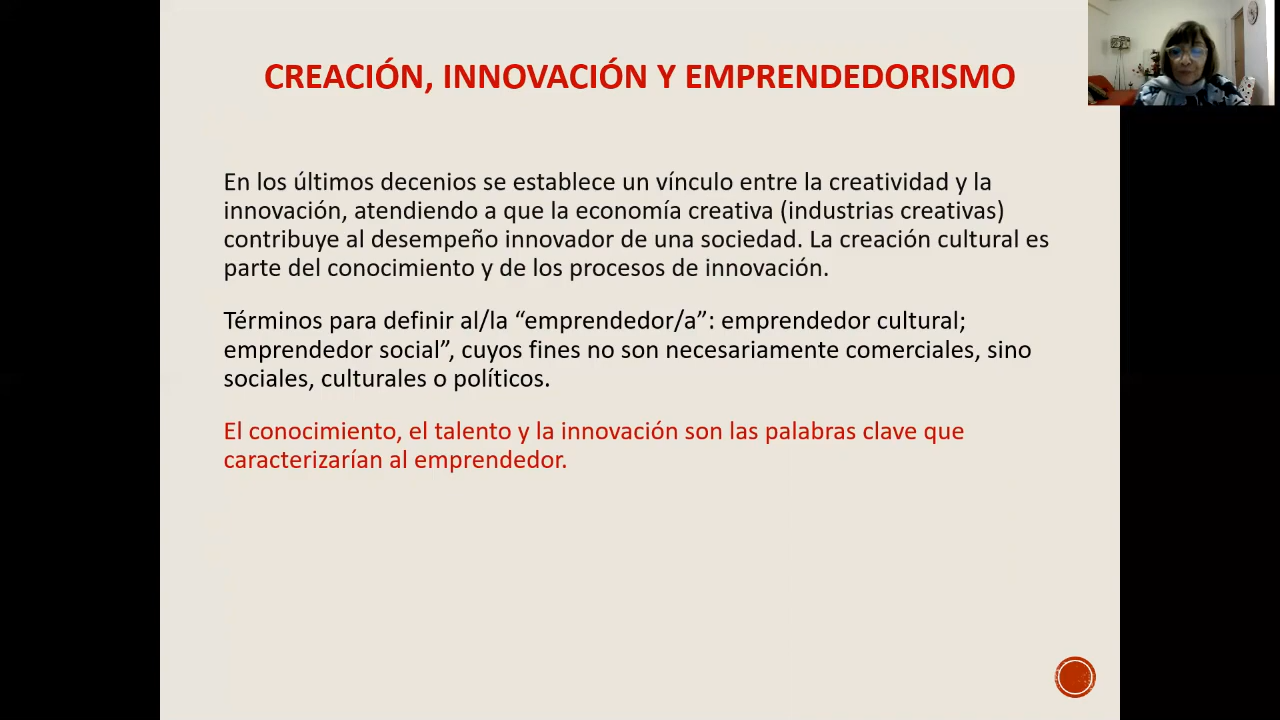 CREACIÓN, INNOVACIÓN Y EMPRENDEDORISMO
En los últimos decenios se establece un vínculo entre la creatividad y la
innovación, atendiendo a que la economía creativa (industrias creativas)
contribuye al desempeño innovador de una sociedad. La creación cultural es
parte del conocimiento y de los procesos de innovación.
Términos para definir al/la “emprendedor/a”: emprendedor cultural;
emprendedor social”, cuyos fines no son necesariamente comerciales, sino
sociales, culturales o políticos.
El conocimiento, el talento y la innovación son las palabras clave que
caracterizarían al emprendedor.